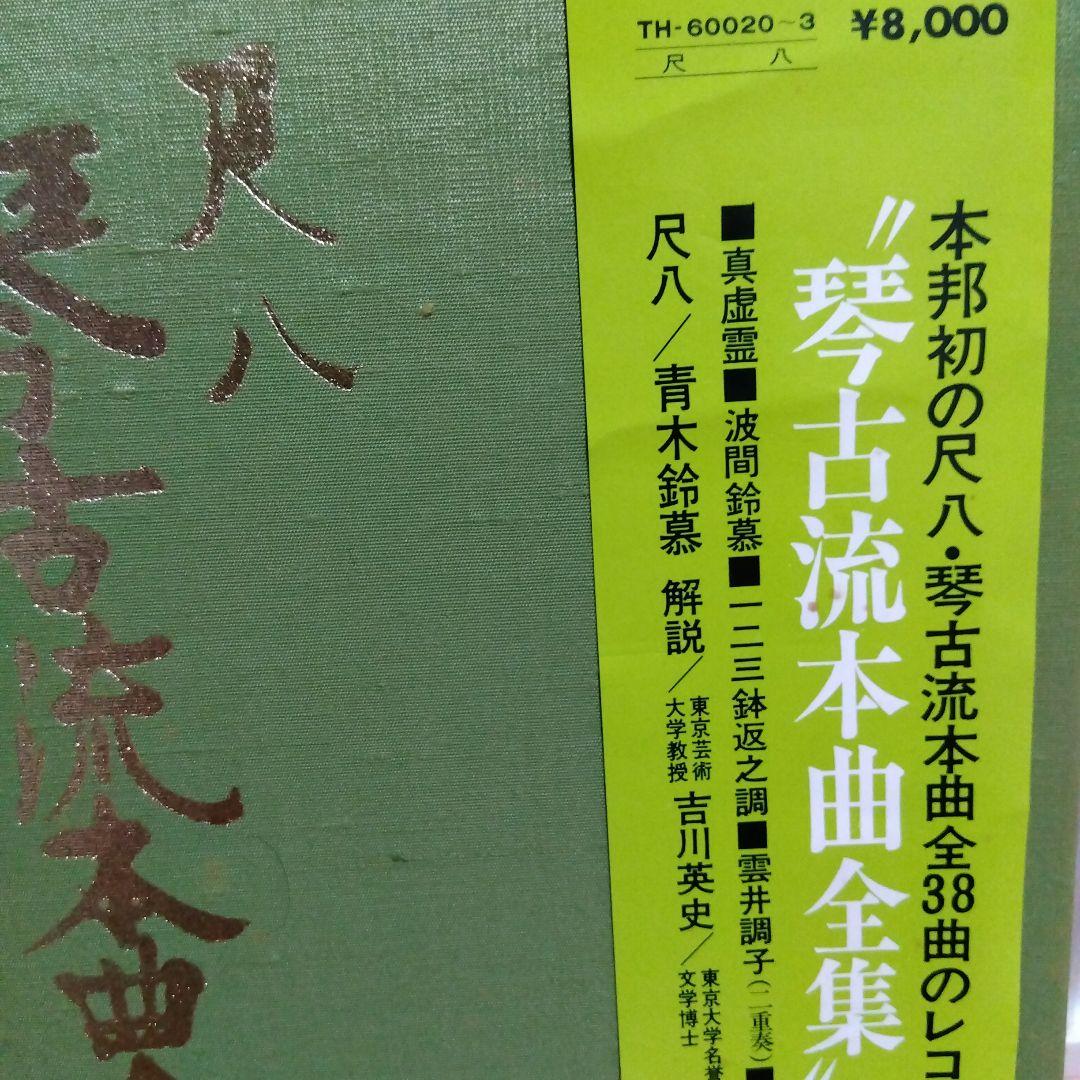 TH-60020~3
¥8,000
尺八
本邦初の尺八・琴古流本曲全38曲のレコ
"琴古流本曲全集"
■真虚霊■波間鈴慕■一二三鉢返之調■雲井調子(二重奏)■
尺八/青木鈴慕 解説/東京芸術大学教授 吉川英史/東京大学名誉
文学博士
尺八
琴古流本曲全